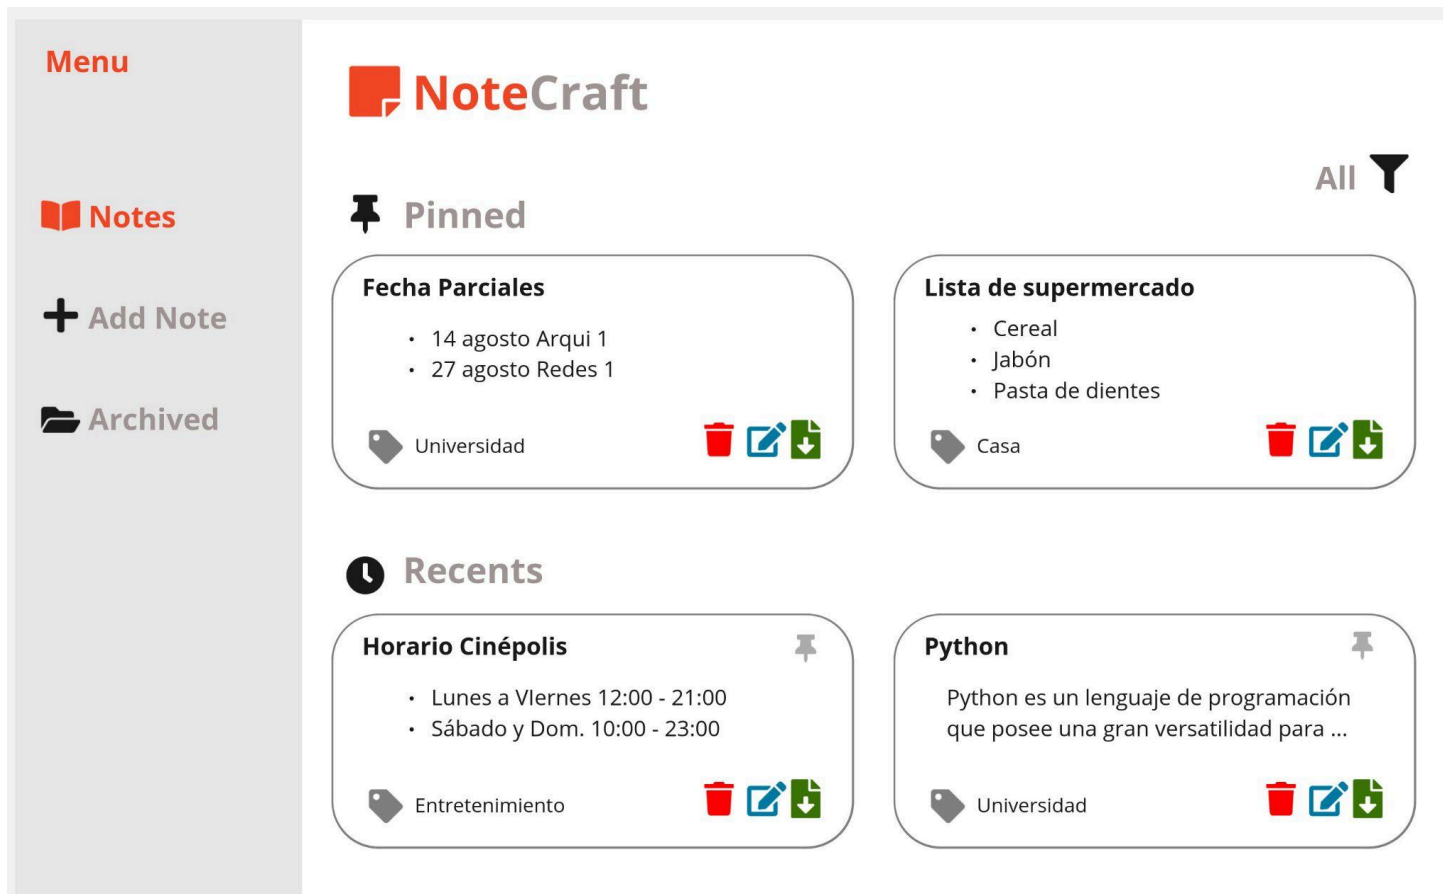 Menu
Notes
Add Note
Archived
NoteCraft
All
Pinned
Fecha Parciales
• 14 agosto Arqui 1
• 27 agosto Redes 1
Universidad
Lista de supermercado
• Cereal
• Jabón
• Pasta de dientes
Casa
Recents
Horario Cinépolis
• Lunes a VIernes 12:00 - 21:00
• Sábado y Dom. 10:00 - 23:00
Entretenimiento
Python
Python es un lenguaje de programación
que posee una gran versatilidad para ...
Universidad